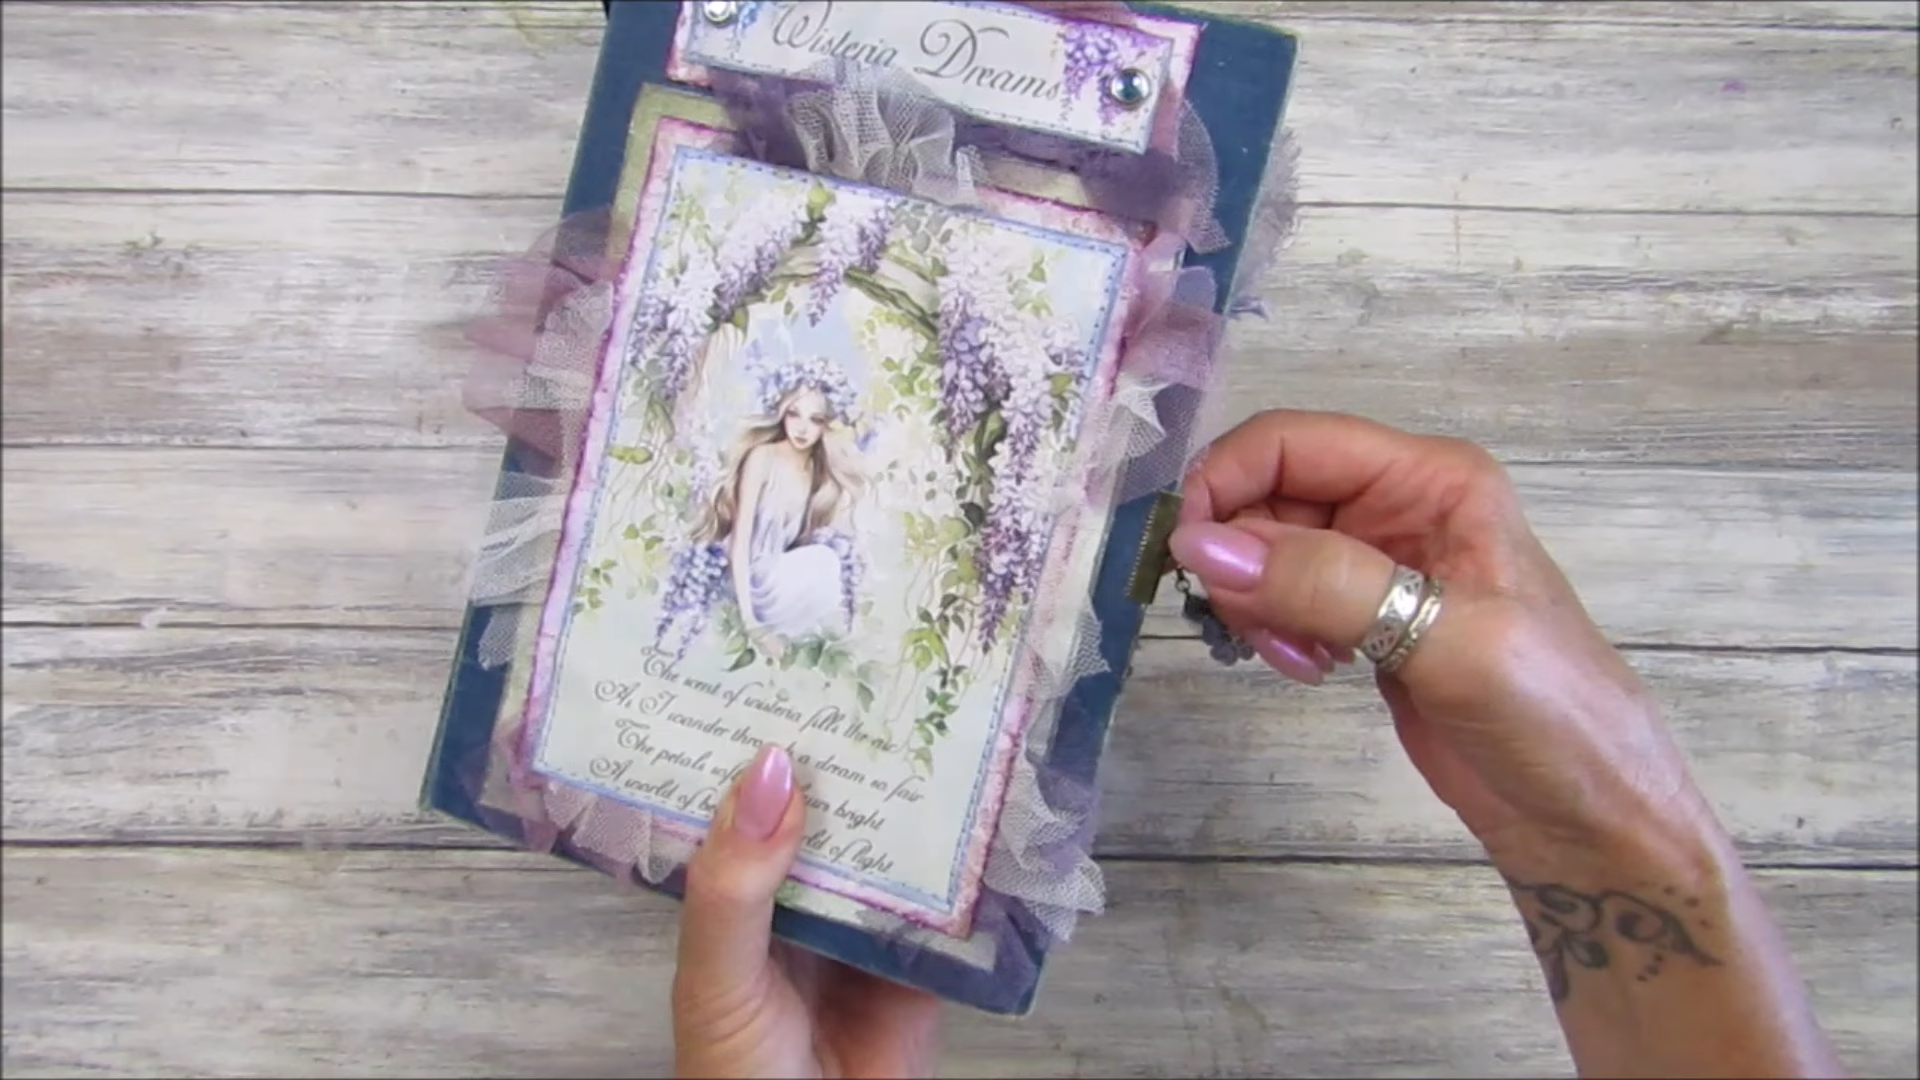 Wisteria Dreams
The scent of wisteria fills the air
As I wander through a dream so fair
The petals bright
A world of of light